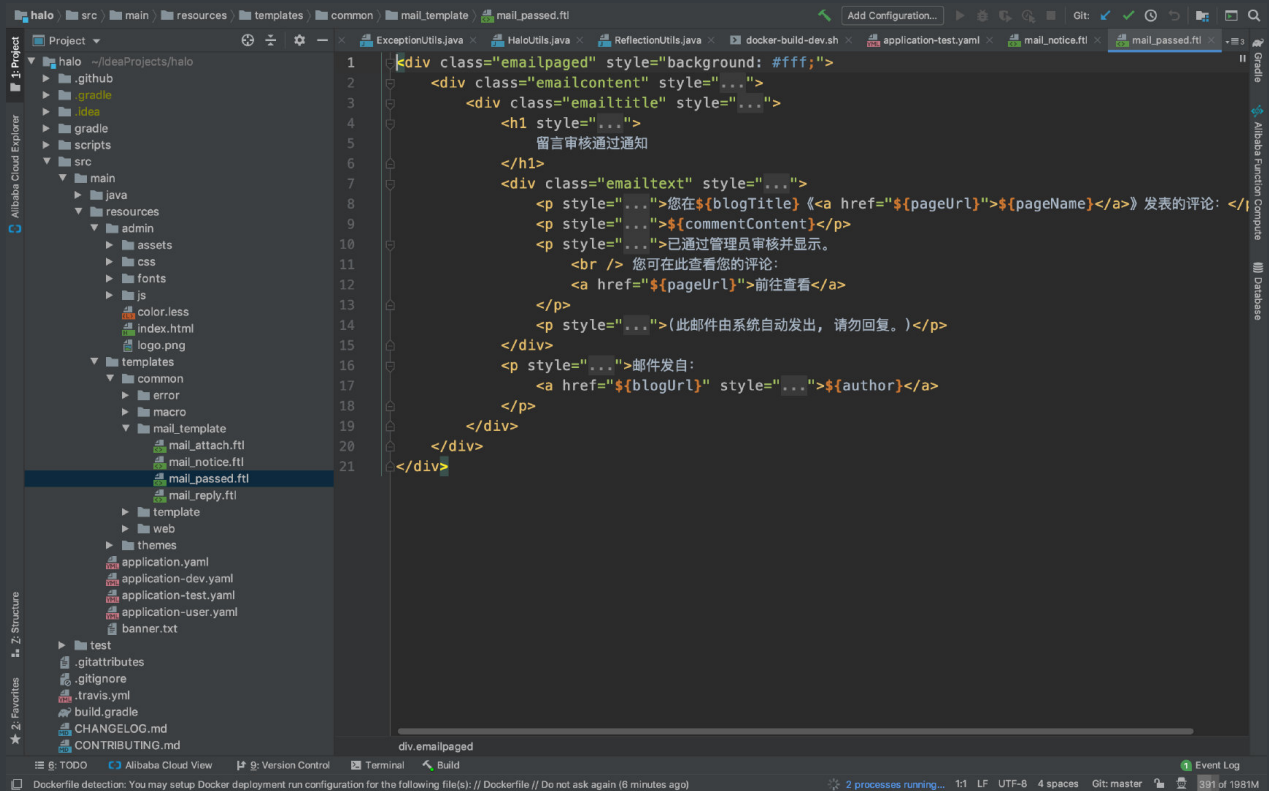 halo src main resources templates common mail_template mail_passed.ftl Add Configuration... Git:
Project ExceptionUtils.java HaloUtils.java ReflectionUtils.java docker-build-dev.sh application-test.yaml mail_notice.ftl mail_passed.ftl
1: Project
Alibaba Cloud Explorer
Z: Structure
2: Favorites
halo ~/IdeaProjects/halo
.github
.gradle
.idea
gradle
scripts
src
main
java
resources
admin
assets
css
fonts
js
color.less
index.html
logo.png
templates
common
error
macro
mail_template
mail_attach.ftl
mail_notice.ftl
mail_passed.ftl
mail_reply.ftl
template
web
themes
application.yaml
application-dev.yaml
application-test.yaml
application-user.yaml
banner.txt
test
.gitattributes
.gitignore
.travis.yml
build.gradle
CHANGELOG.md
CONTRIBUTING.md
1 <div class="emailpaged" style="background: #fff;">
2 <div class="emailcontent" style="...">
3 <div class="emailtitle" style="...">
4 <h1 style="...">
5 留言审核通过通知
6 </h1>
7 <div class="emailtext" style="...">
8 <p style="...">您在${blogTitle}《<a href="${pageUrl}">${pageName}</a>》发表的评论：</p
9 <p style="...">${commentContent}</p>
10 <p style="...">已通过管理员审核并显示。
11 <br /> 您可在此查看您的评论：
12 <a href="${pageUrl}">前往查看</a>
13 </p>
14 <p style="...">(此邮件由系统自动发出, 请勿回复。)</p>
15 </div>
16 <p style="...">邮件发自：
17 <a href="${blogUrl}" style="...">${author}</a>
18 </p>
19 </div>
20 </div>
21 </div>
div.emailpaged
Gradle
Alibaba Function Compute
Database
6: TODO Alibaba Cloud View 9: Version Control Terminal Build 1 Event Log
Dockerfile detection: You may setup Docker deployment run configuration for the following file(s): // Dockerfile // Do not ask again (6 minutes ago) 2 processes running... 1:1 LF UTF-8 4 spaces Git: master 391 of 1981M